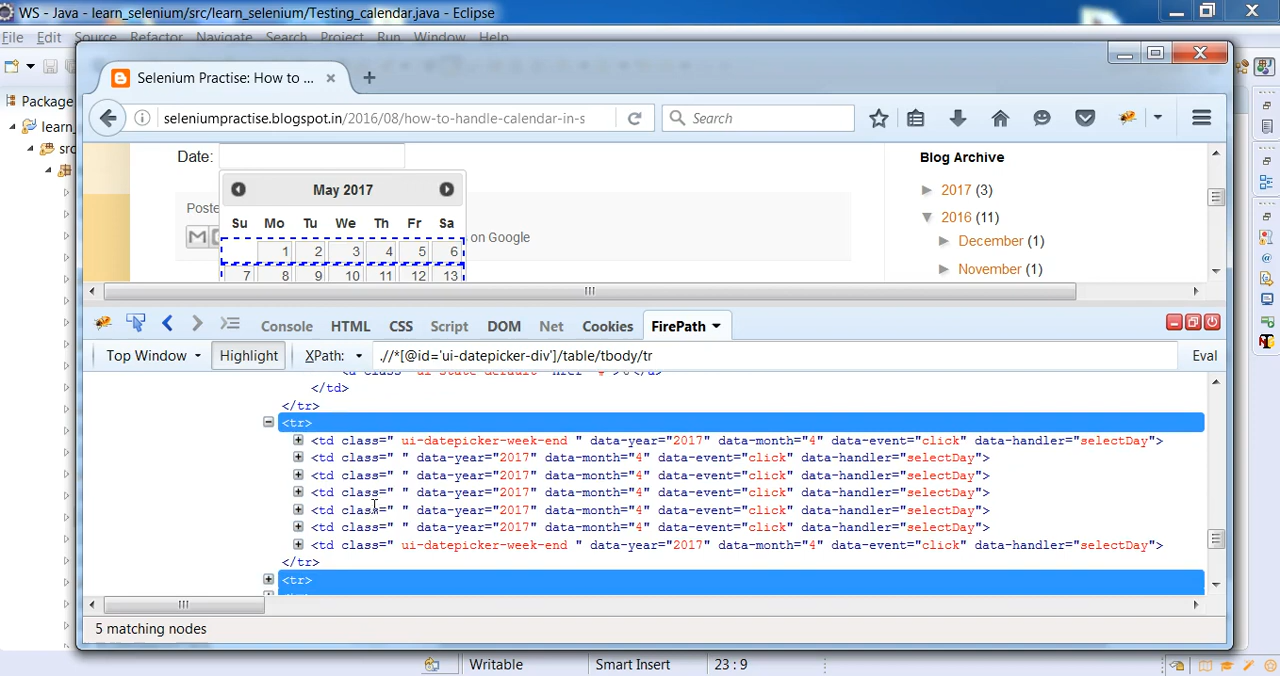 WS - Java - learn_selenium/src/learn_selenium/Testing_calendar.java - Eclipse
File Edit Source Refactor Navigate Search Project Run Window Help
Selenium Practise: How to ...
Package
seleniumpractise.blogspot.in/2016/08/how-to-handle-calendar-in-s
Search
learn_
src
Date:
Blog Archive
May 2017
2017 (3)
Poste
2016 (11)
Su Mo Tu We Th Fr Sa
on Google
December (1)
1 2 3 4 5 6
November (1)
7 8 9 10 11 12 13
Console HTML CSS Script DOM Net Cookies FirePath
Top Window Highlight XPath: .//*[@id='ui-datepicker-div']/table/tbody/tr Eval
</td>
</tr>
<tr>
<td class=" ui-datepicker-week-end " data-year="2017" data-month="4" data-event="click" data-handler="selectDay">
<td class=" " data-year="2017" data-month="4" data-event="click" data-handler="selectDay">
<td class=" " data-year="2017" data-month="4" data-event="click" data-handler="selectDay">
<td class=" " data-year="2017" data-month="4" data-event="click" data-handler="selectDay">
<td class=" " data-year="2017" data-month="4" data-event="click" data-handler="selectDay">
<td class=" " data-year="2017" data-month="4" data-event="click" data-handler="selectDay">
<td class=" ui-datepicker-week-end " data-year="2017" data-month="4" data-event="click" data-handler="selectDay">
</tr>
<tr>
5 matching nodes
Writable Smart Insert 23 : 9